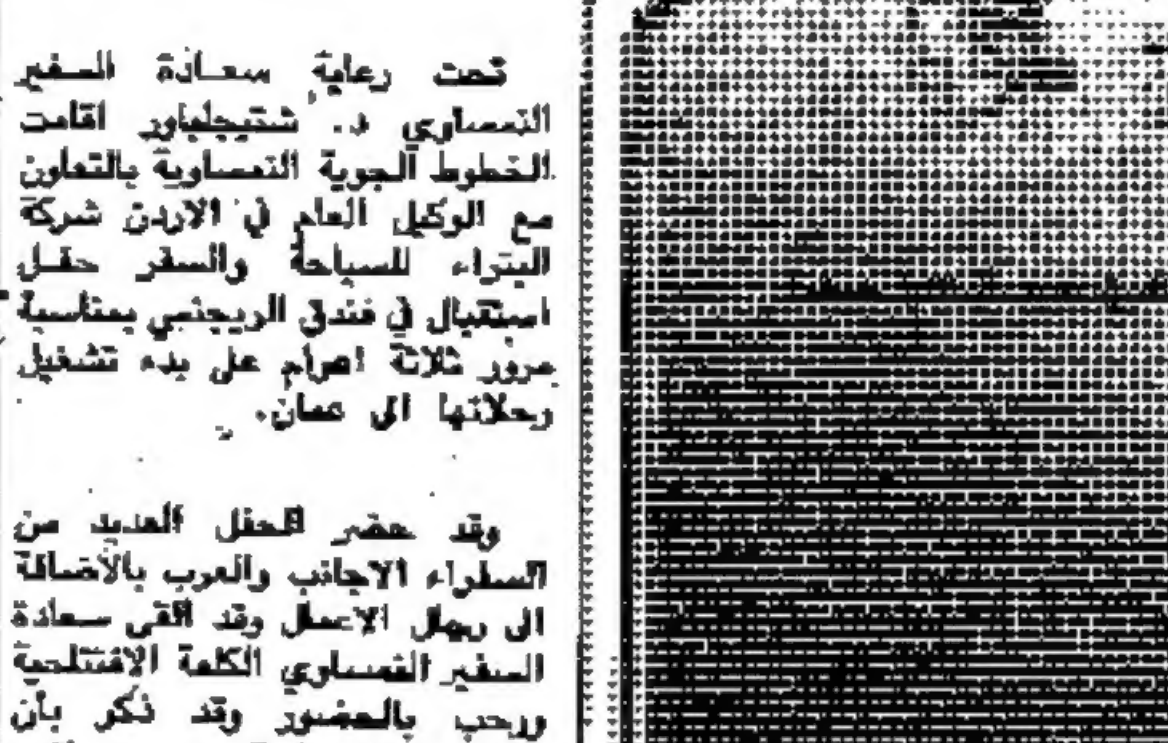 تحت رعاية سعادة السفير
النمساوي د. شتيجلباور اقامت
الخطوط الجوية النمساوية بالتعاون
مع الوكيل العام في الاردن شركة
البتراء للسياحة والسفر حفل
استقبال في فندق الريجنسي بمناسبة
مرور ثلاثة اعوام على بدء تشغيل
رحلاتها الى عمان.
وقد حضر الحفل العديد من
السفراء الاجانب والعرب بالأضافة
الى رجال الاعمال وقد القى سعادة
السفير النمساوي الكلمة الافتتاحية
ورحب بالحضور وقد ذكر بأن